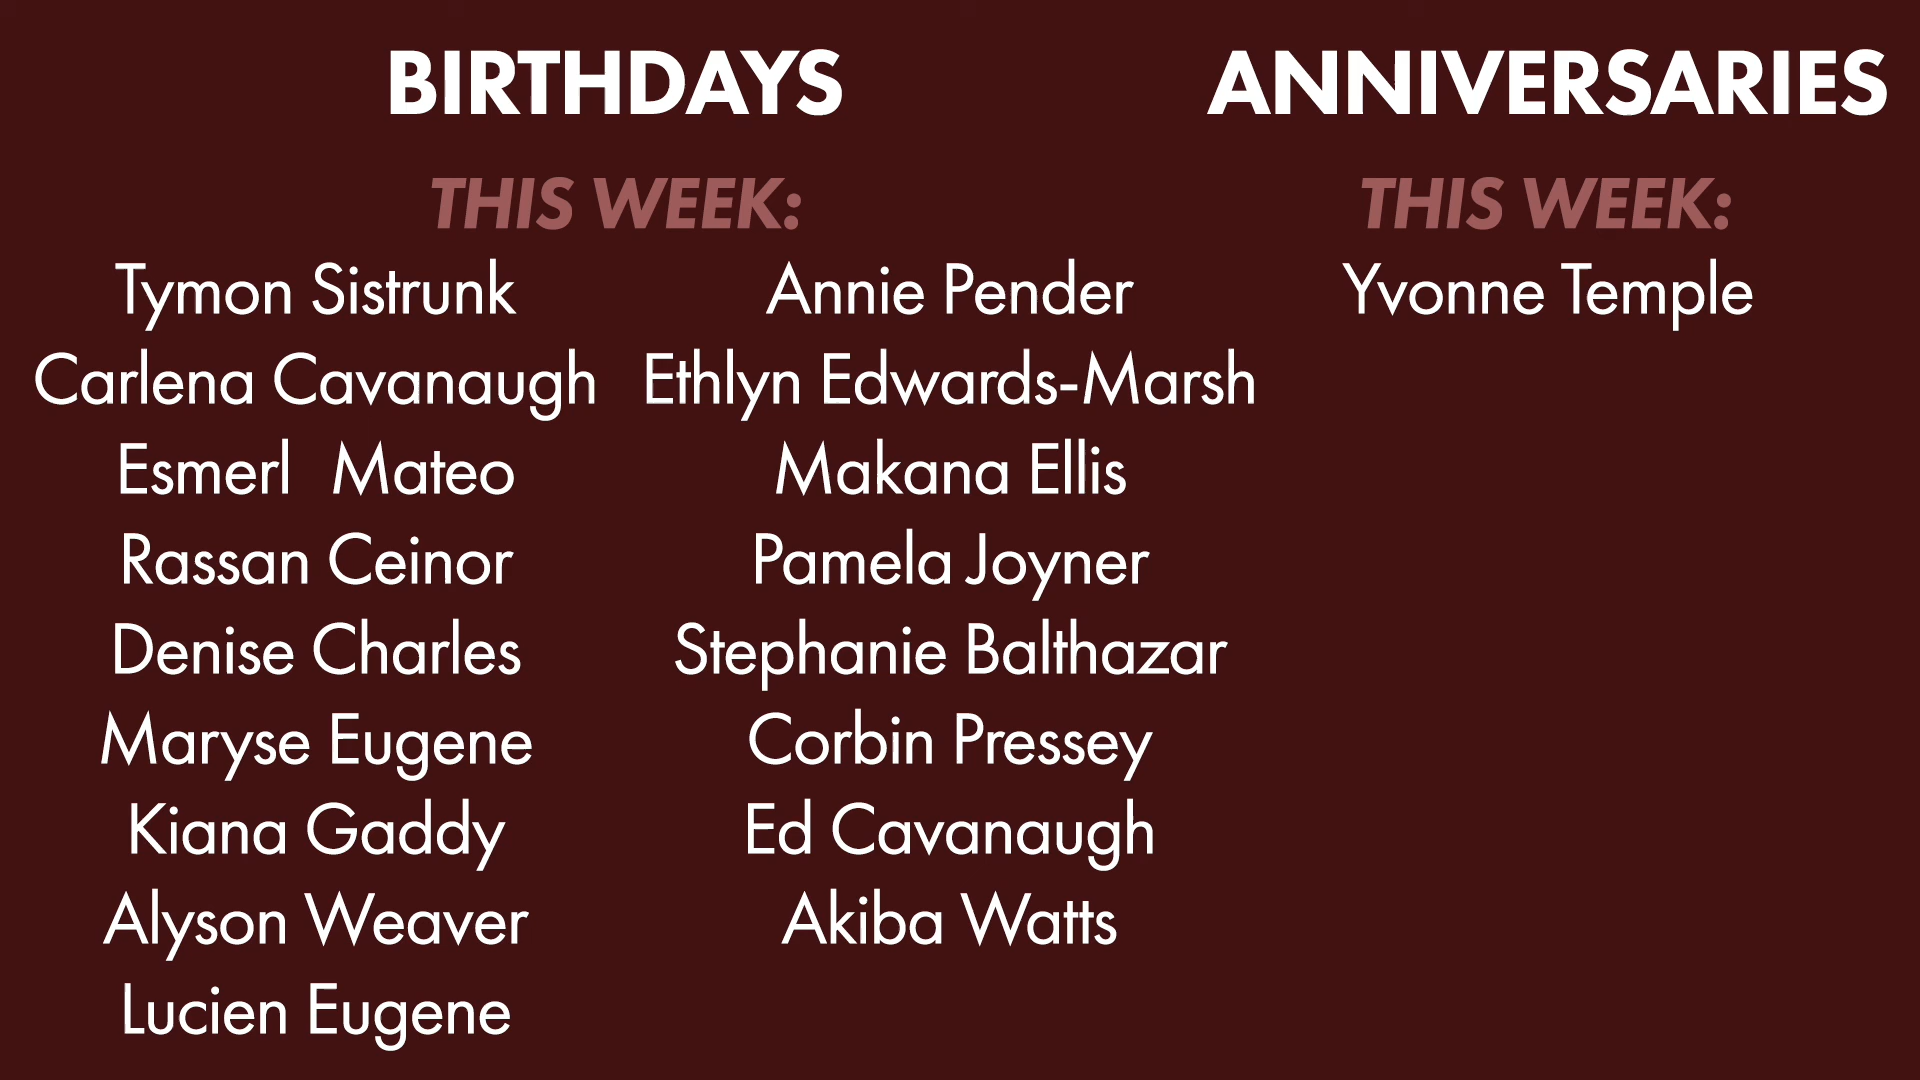 BIRTHDAYS
THIS WEEK:
Tymon Sistrunk
Carlena Cavanaugh
Esmerl  Mateo
Rassan Ceinor
Denise Charles
Maryse Eugene
Kiana Gaddy
Alyson Weaver
Lucien Eugene
Annie Pender
Ethlyn Edwards-Marsh
Makana Ellis
Pamela Joyner
Stephanie Balthazar
Corbin Pressey
Ed Cavanaugh
Akiba Watts
ANNIVERSARIES
THIS WEEK:
Yvonne Temple